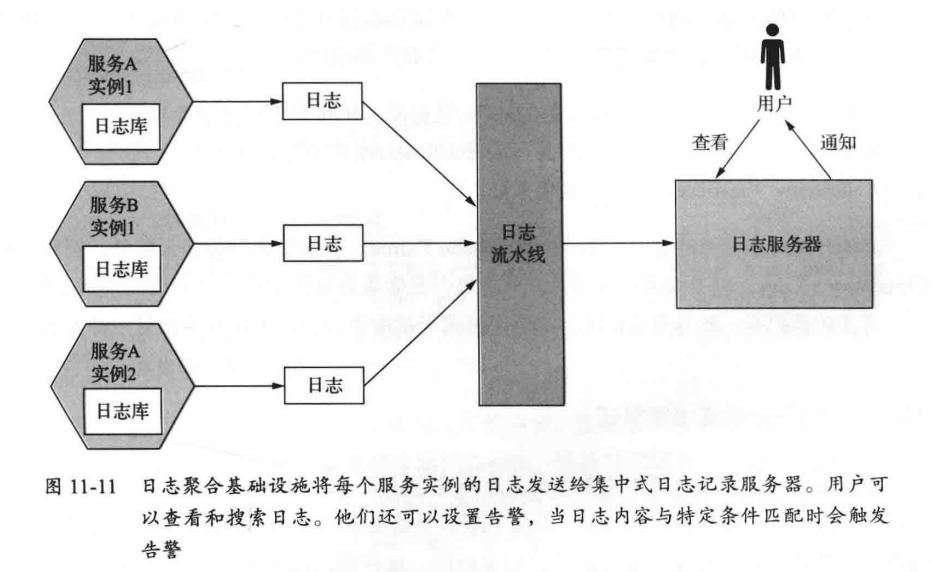 服务A
实例1
日志库
日志
服务B
实例1
日志库
日志
服务A
实例2
日志库
日志
日志
流水线
用户
查看
通知
日志服务器
图 11-11 日志聚合基础设施将每个服务实例的日志发送给集中式日志记录服务器。用户可
以查看和搜索日志。他们还可以设置告警，当日志内容与特定条件匹配时会触发
告警